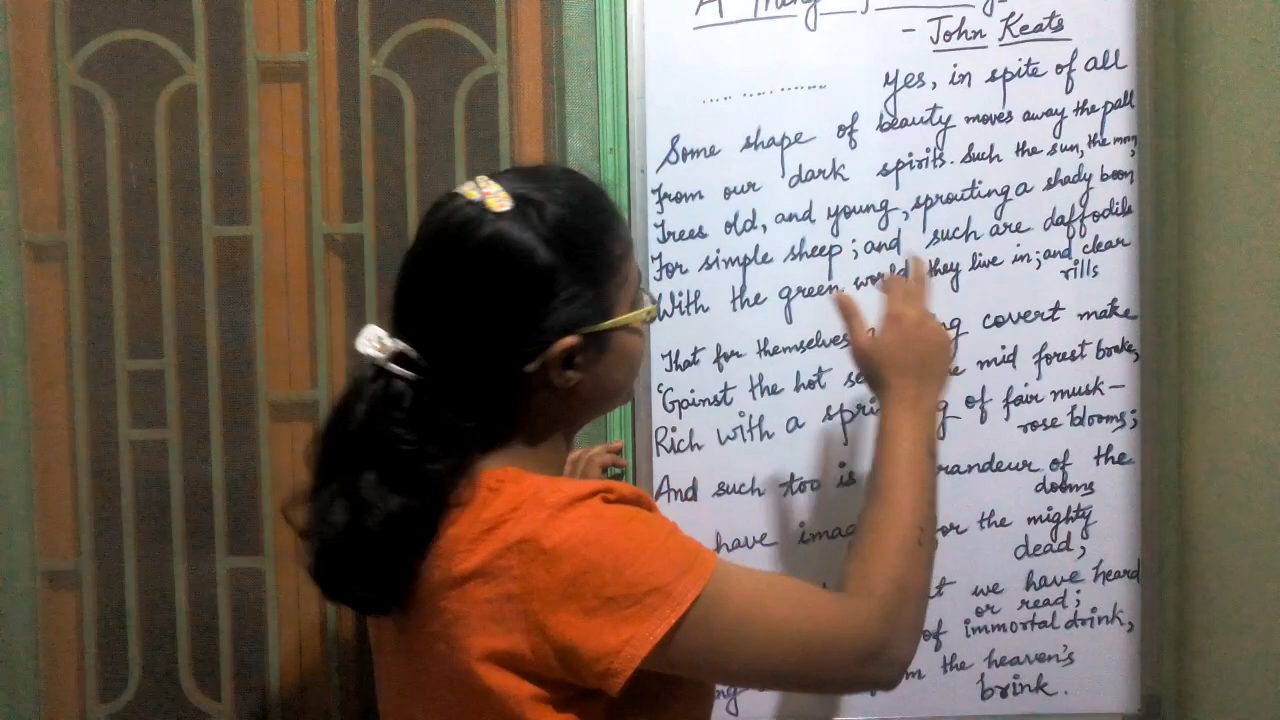 A Thing
- John Keats
..... ..... ....... yes, in spite of all
Some shape of beauty moves away the pall
From our dark spirits. Such the sun, the moon,
Trees old, and young, sprouting a shady boon
For simple sheep; and such are daffodils
With the green world they live in; and clear
rills
That for themselves covert make
'Gainst the hot mid forest brake,
Rich with a of fair musk-
rose blooms;
And such too is of the
dooms
have for the mighty
dead,
we have heard
or read;
of immortal drink,
the heaven's
brink.